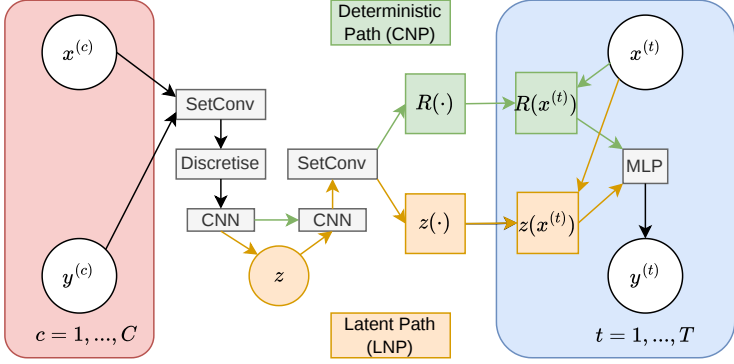 Deterministic
Path (CNP)
x^{(c)}
x^{(t)}
SetConv
R(·)
R(x^{(t)})
Discretise
SetConv
MLP
CNN
CNN
z(·)
z(x^{(t)})
y^{(c)}
z
y^{(t)}
c = 1, ..., C
Latent Path
(LNP)
t = 1, ..., T